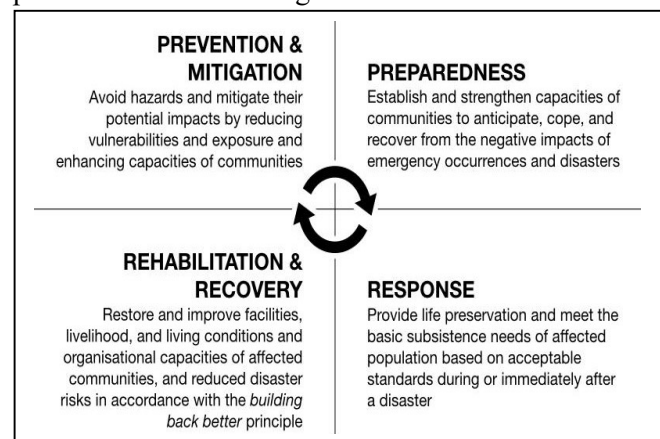 PREVENTION &
MITIGATION
Avoid hazards and mitigate their
potential impacts by reducing
vulnerabilities and exposure and
enhancing capacities of communities
PREPAREDNESS
Establish and strengthen capacities of
communities to anticipate, cope, and
recover from the negative impacts of
emergency occurrences and disasters
REHABILITATION &
RECOVERY
Restore and improve facilities,
livelihood, and living conditions and
organisational capacities of affected
communities, and reduced disaster
risks in accordance with the building
back better principle
RESPONSE
Provide life preservation and meet the
basic subsistence needs of affected
population based on acceptable
standards during or immediately after
a disaster